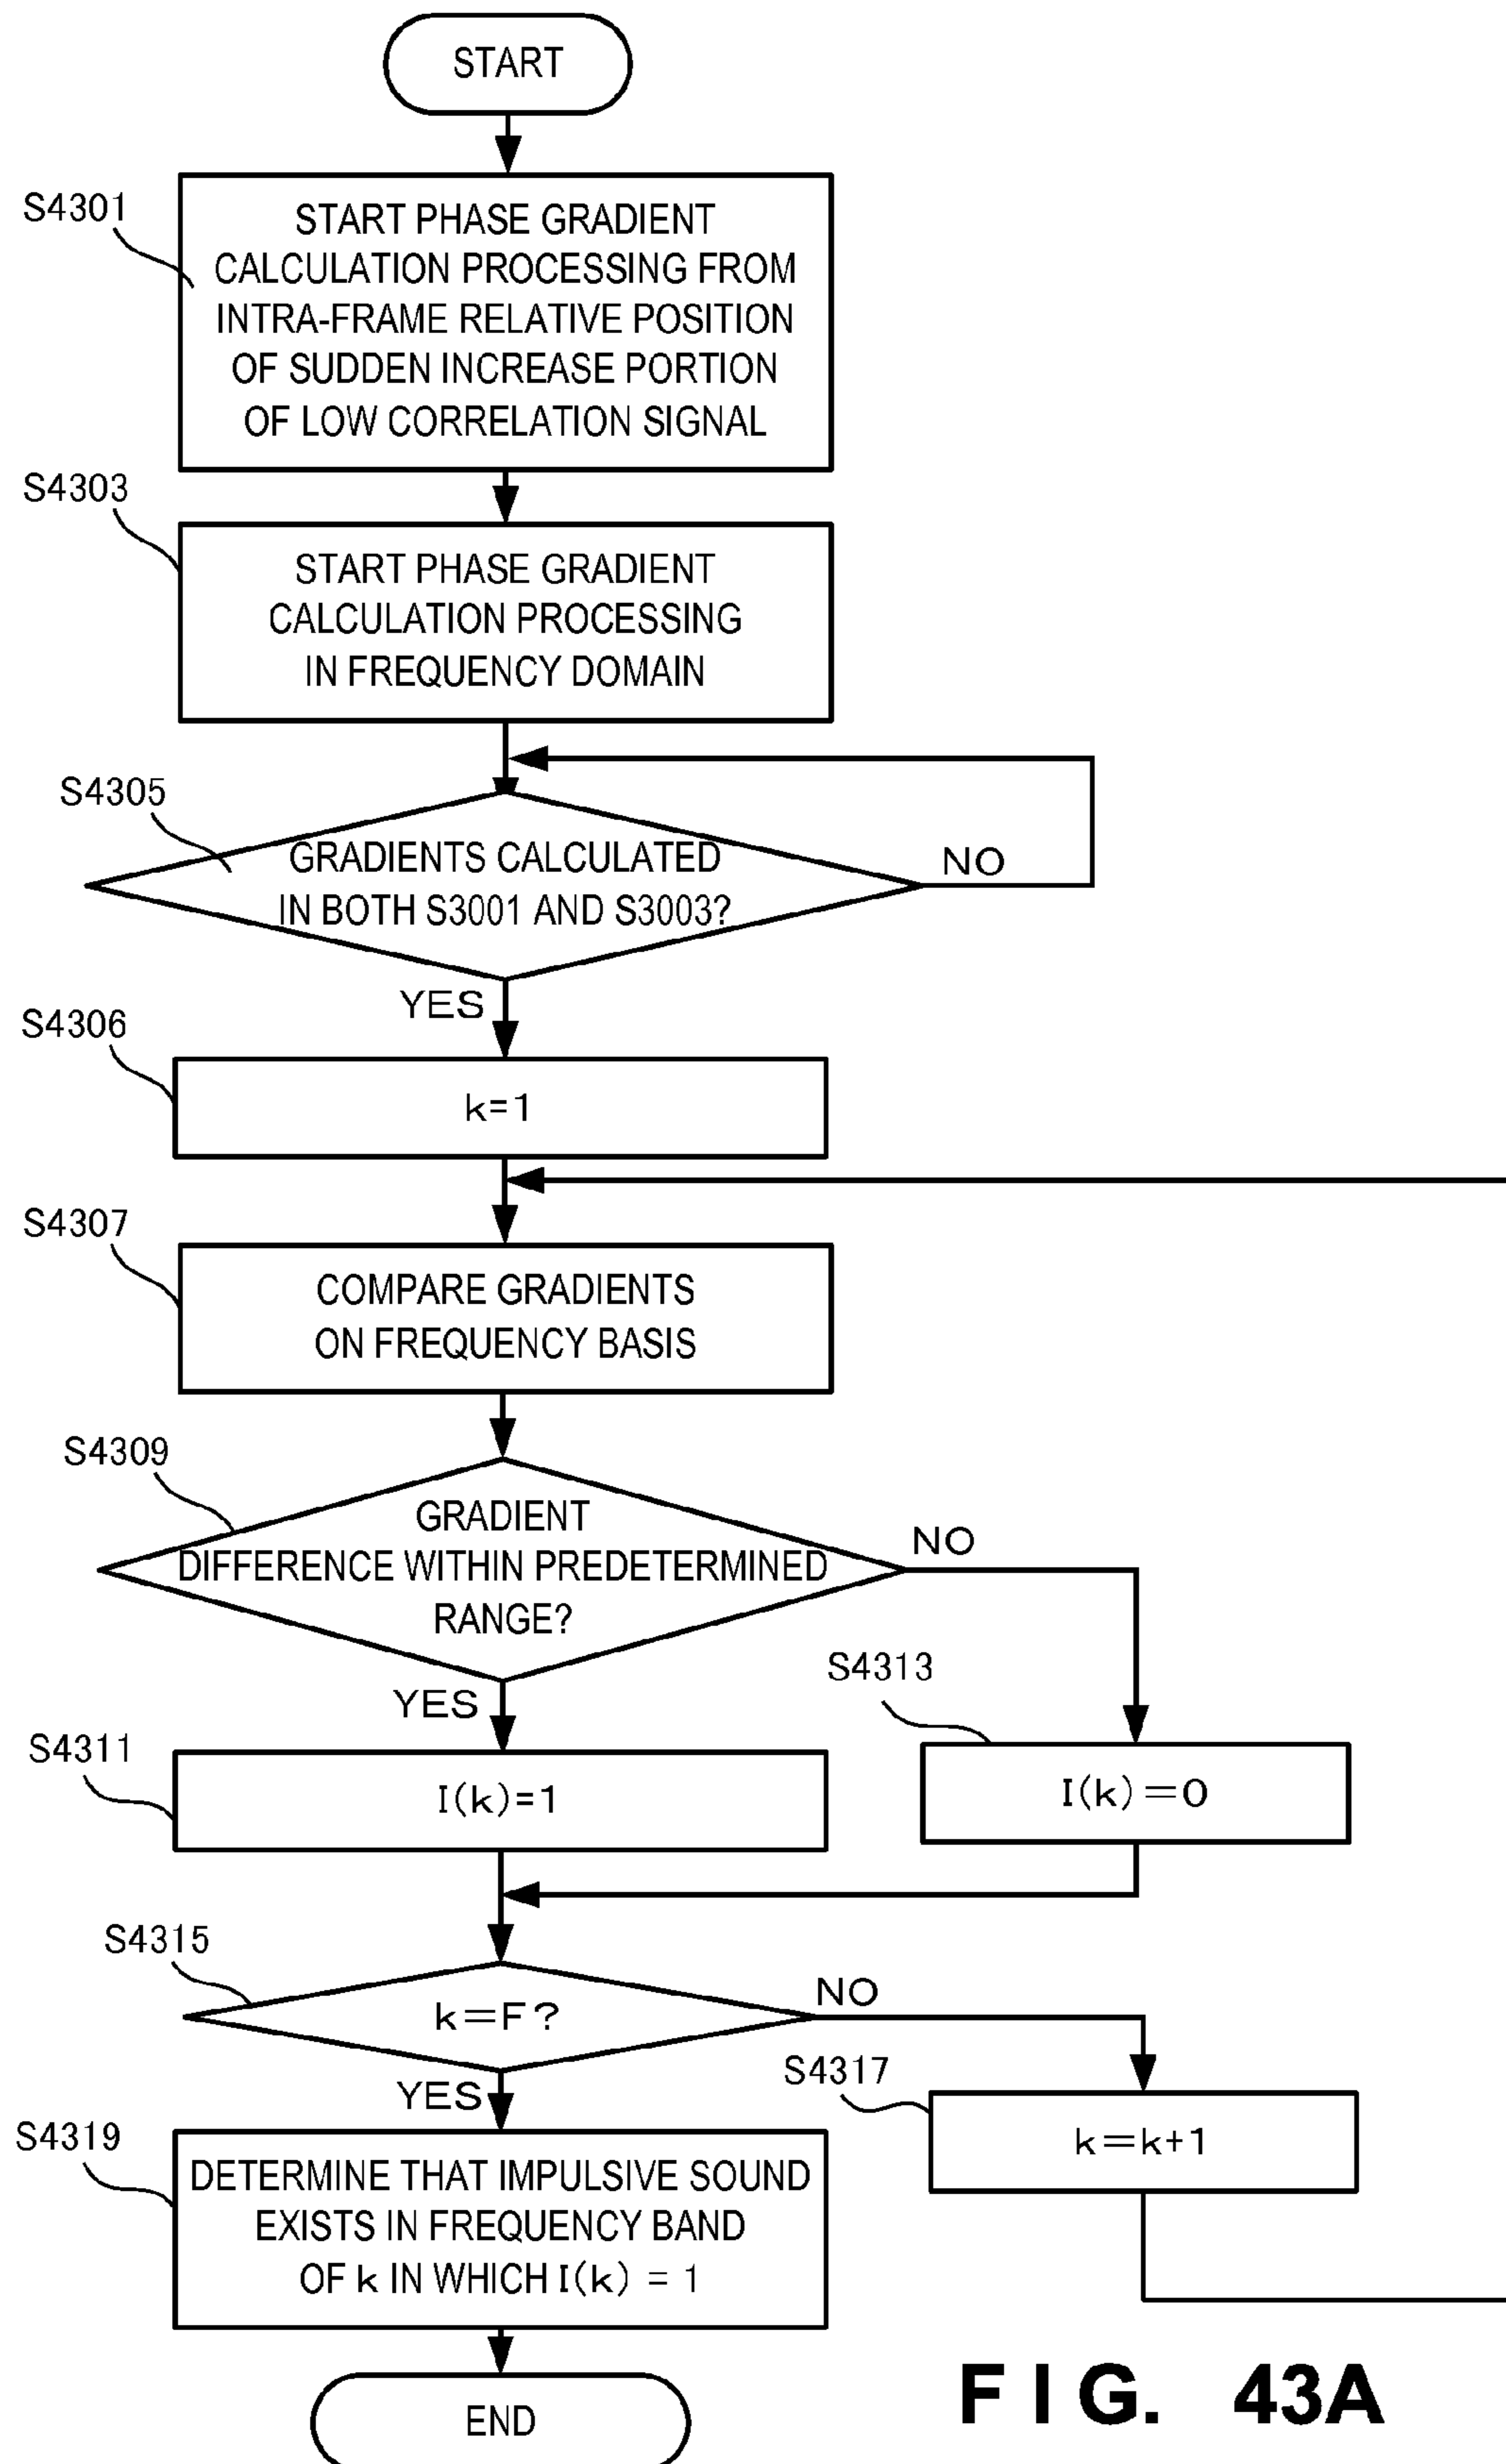 START
S4301
START PHASE GRADIENT
CALCULATION PROCESSING FROM
INTRA-FRAME RELATIVE POSITION
OF SUDDEN INCREASE PORTION
OF LOW CORRELATION SIGNAL
S4303
START PHASE GRADIENT
CALCULATION PROCESSING
IN FREQUENCY DOMAIN
S4305
GRADIENTS CALCULATED
IN BOTH S3001 AND S3003?
NO
YES
S4306
k=1
S4307
COMPARE GRADIENTS
ON FREQUENCY BASIS
S4309
GRADIENT
DIFFERENCE WITHIN PREDETERMINED
RANGE?
NO
YES
S4313
I(k)=0
S4311
I(k)=1
S4315
k=F?
NO
YES
S4317
k=k+1
S4319
DETERMINE THAT IMPULSIVE SOUND
EXISTS IN FREQUENCY BAND
OF k IN WHICH I(k) = 1
END
FIG. 43A